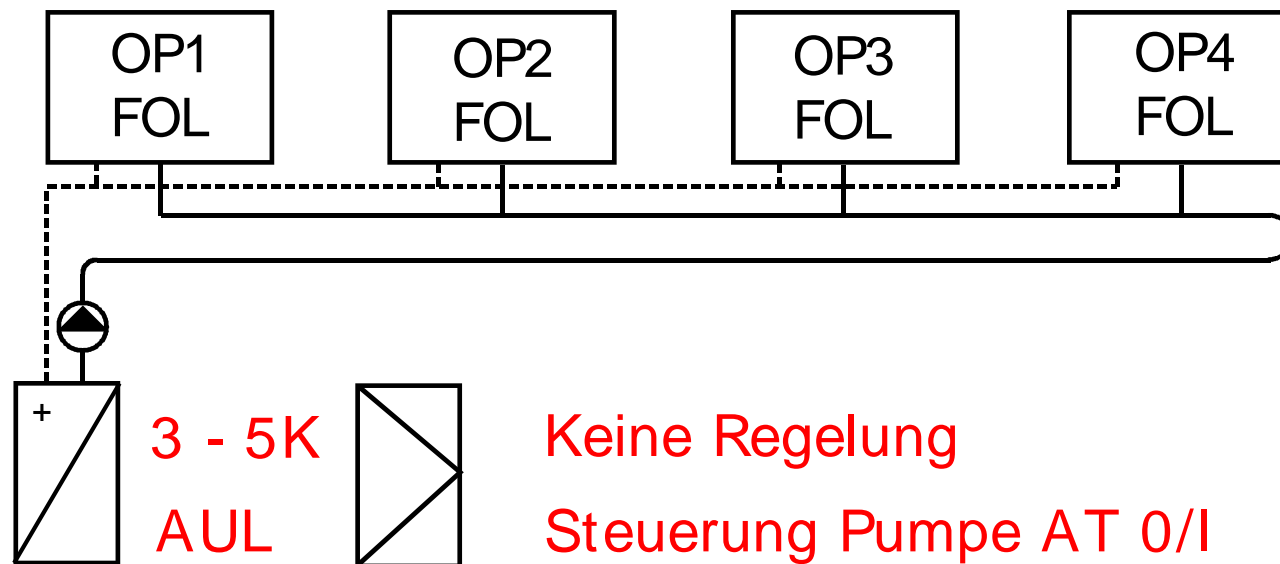 OP1
FOL
OP2
FOL
OP3
FOL
OP4
FOL
+
3 - 5K
AUL
Keine Regelung
Steuerung Pumpe AT 0/I